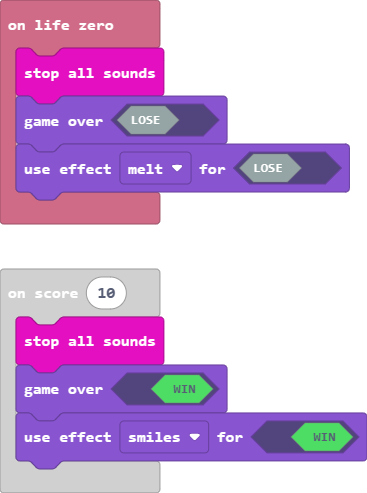 on life zero
stop all sounds
game over LOSE
use effect melt for LOSE
on score 10
stop all sounds
game over WIN
use effect smiles for WIN